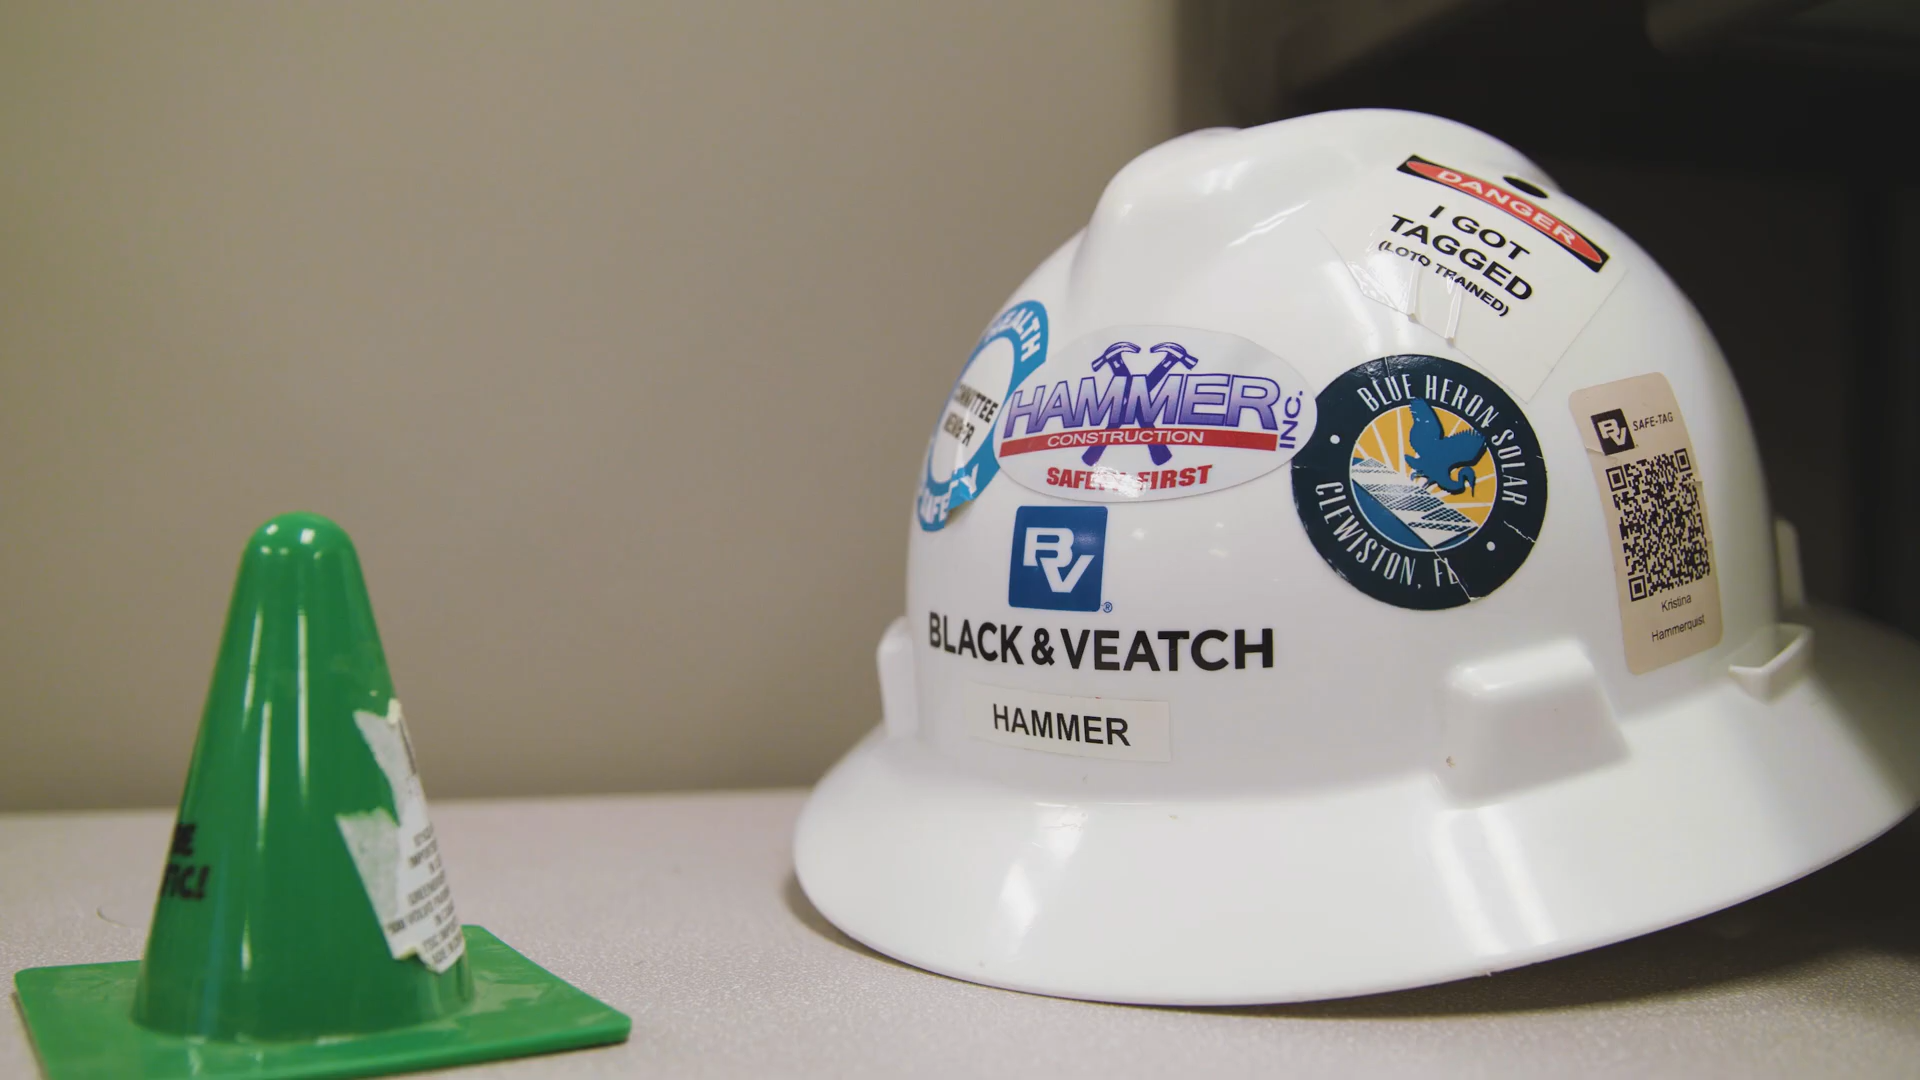 DANGER
I GOT
TAGGED
(LOTO TRAINED)
HEALTH
COMMITTEE
MEMBER
SAFETY
HAMMER
INC.
CONSTRUCTION
SAFETY FIRST
BLUE HERON SOLAR
CLEWISTON, FL
BV SAFE-TAG
Kristina
Hammerquist
BV®
BLACK & VEATCH
HAMMER